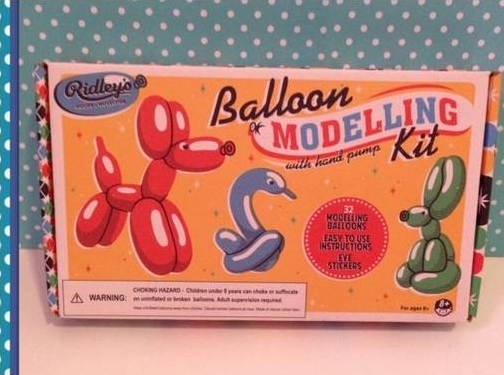 Ridley's
Balloon
MODELLING
Kit
with hand pump
32
MODELLING
BALLOONS
EASY TO USE
INSTRUCTIONS
EYE
STICKERS
WARNING:
CHOKING HAZARD - Children under 8 years can choke or suffocate
on uninflated or broken balloons. Adult supervision required.
For ages 8+
8+